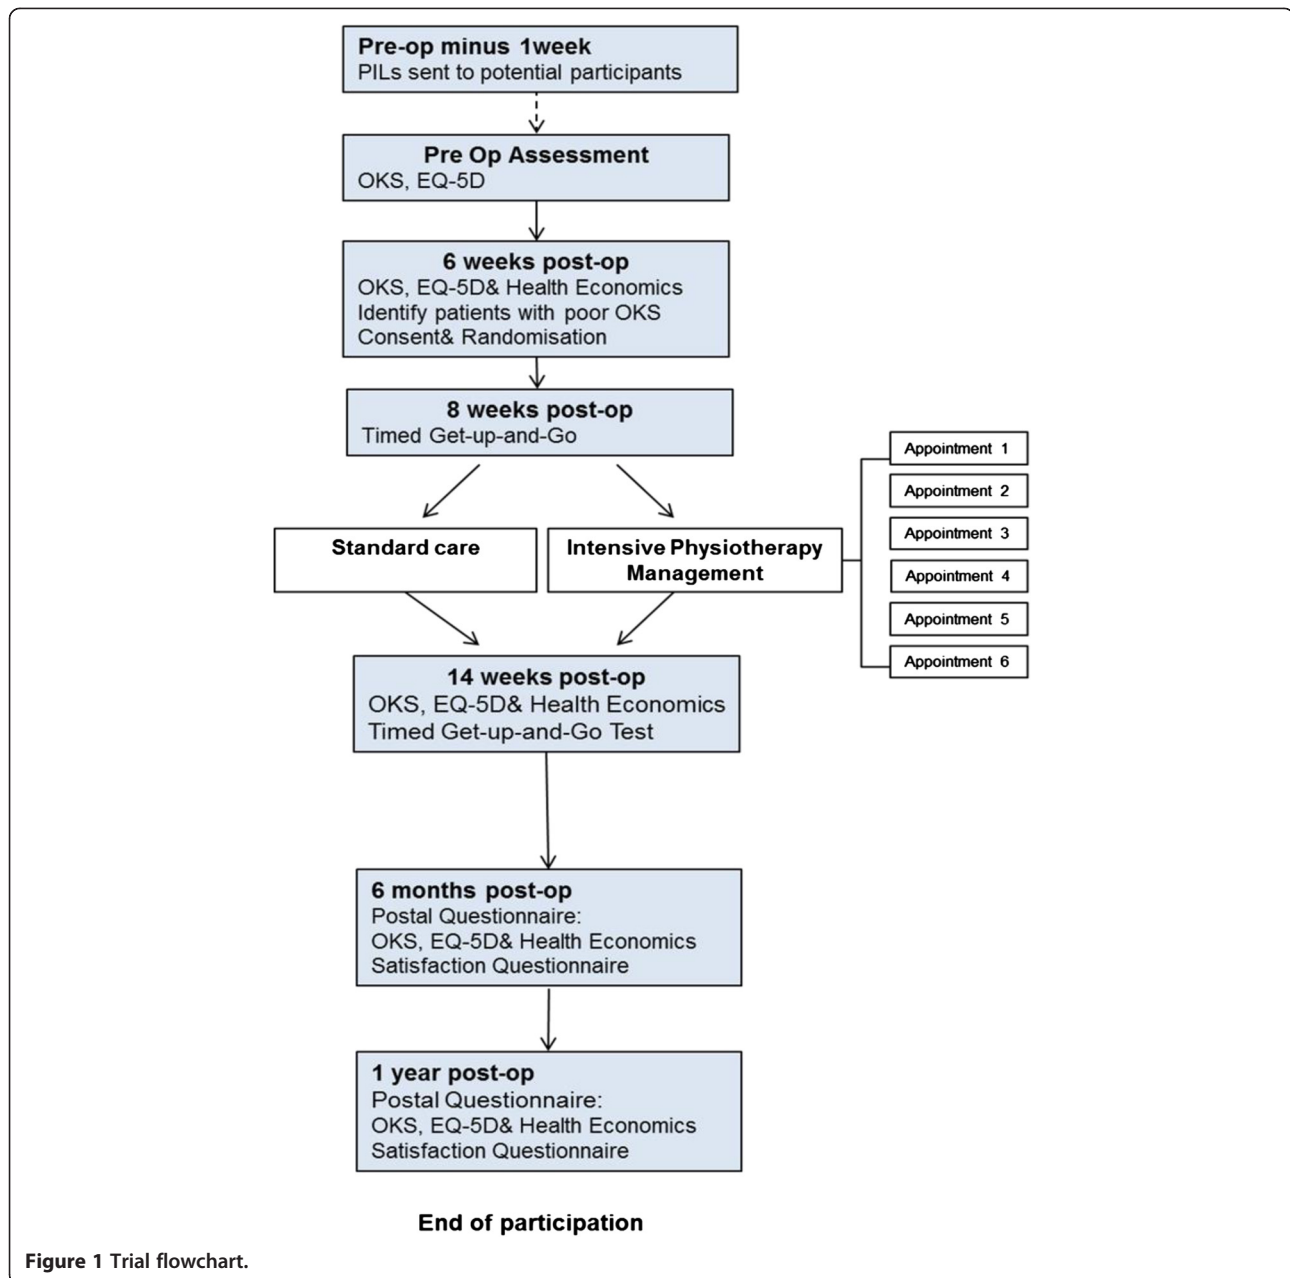 Pre-op minus 1week
PILs sent to potential participants
Pre Op Assessment
OKS, EQ-5D
6 weeks post-op
OKS, EQ-5D& Health Economics
Identify patients with poor OKS
Consent& Randomisation
8 weeks post-op
Timed Get-up-and-Go
Standard care
Intensive Physiotherapy
Management
Appointment 1
Appointment 2
Appointment 3
Appointment 4
Appointment 5
Appointment 6
14 weeks post-op
OKS, EQ-5D& Health Economics
Timed Get-up-and-Go Test
6 months post-op
Postal Questionnaire:
OKS, EQ-5D& Health Economics
Satisfaction Questionnaire
1 year post-op
Postal Questionnaire:
OKS, EQ-5D& Health Economics
Satisfaction Questionnaire
End of participation
Figure 1 Trial flowchart.